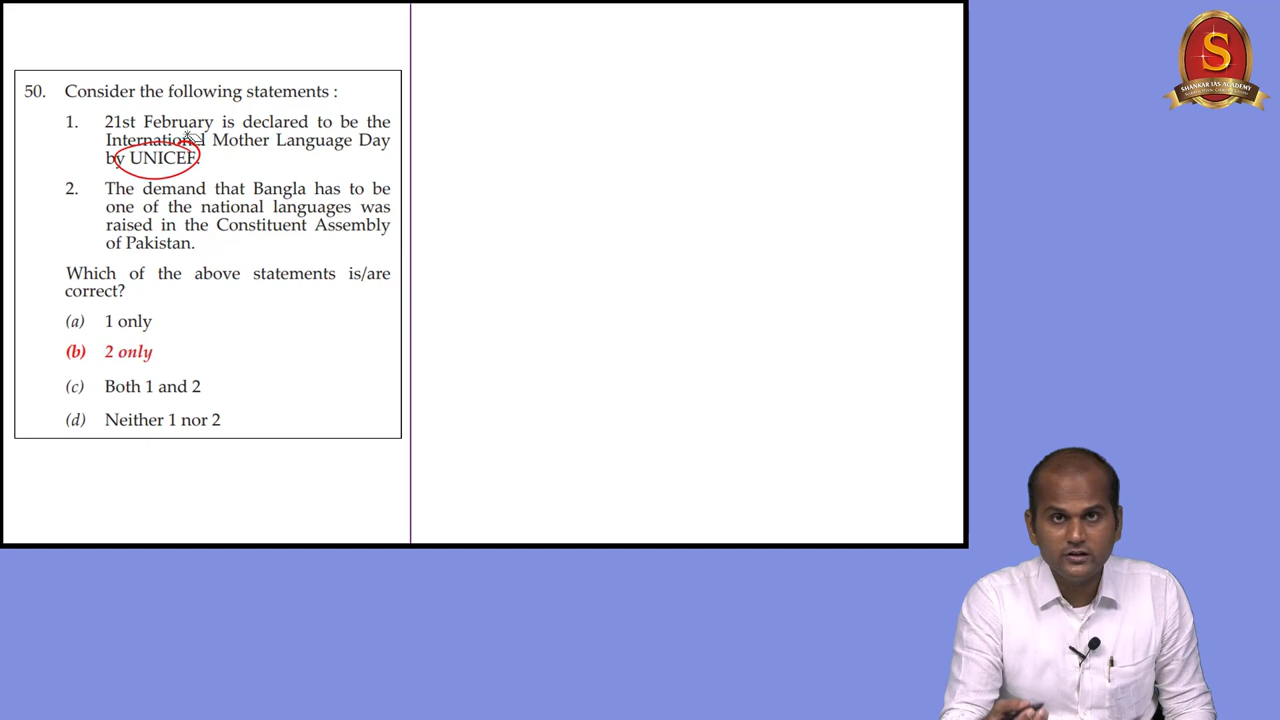 50. Consider the following statements :
1. 21st February is declared to be the
International Mother Language Day
by UNICEF.
2. The demand that Bangla has to be
one of the national languages was
raised in the Constituent Assembly
of Pakistan.
Which of the above statements is/are
correct?
(a) 1 only
(b) 2 only
(c) Both 1 and 2
(d) Neither 1 nor 2
S
SHANKAR IAS ACADEMY